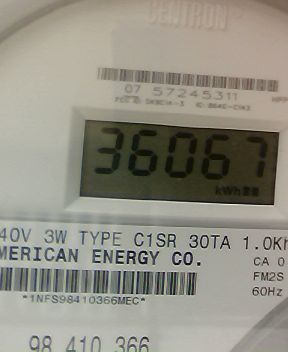 CENTRON
07 57245311
36067
kWh
40V 3W TYPE C1SR 30TA 1.0Kh
MERICAN ENERGY CO.
CA 0
FM2S
*1NFS98410366MEC*
60Hz
98 410 366